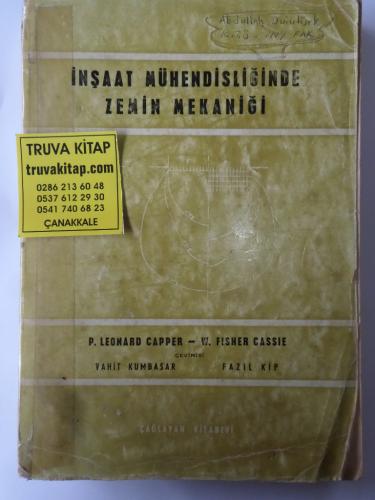 Abdullah
İNŞAAT MÜHENDİSLİĞİNDE
ZEMİN MEKANİĞİ
TRUVA KİTAP
truvakitap.com
0286 213 60 48
0537 612 29 30
0541 740 68 23
ÇANAKKALE
P. LEONARD CAPPER — W. FISHER CASSIE
ÇEVİREN:
VAHİT KUMBASAR FAZIL KİP
ÇAĞLAYAN KİTABEVİ